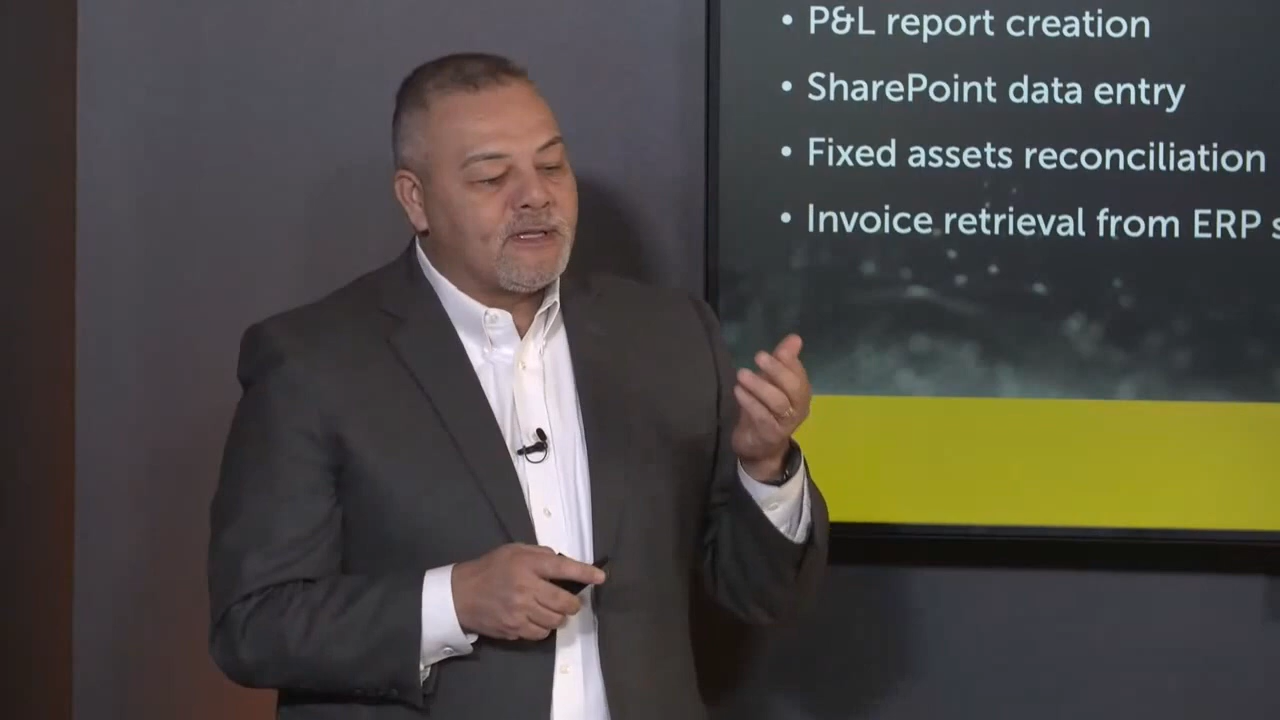 • P&L report creation
• SharePoint data entry
• Fixed assets reconciliation
• Invoice retrieval from ERP s